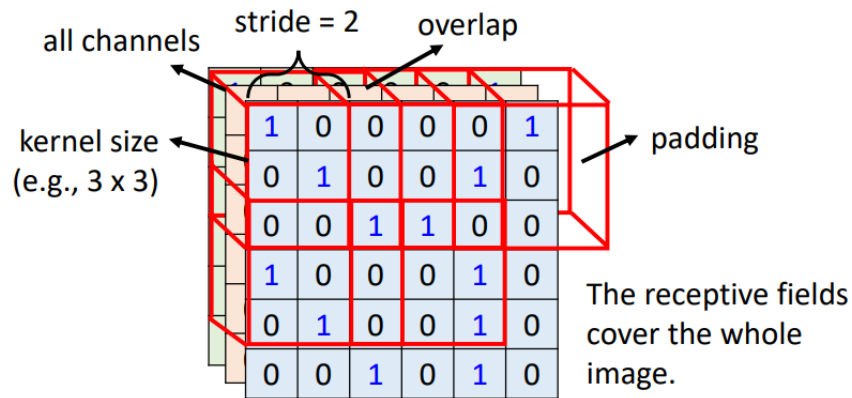 stride = 2
overlap
all channels
kernel size
(e.g., 3 x 3)
padding
1 0 0 0 0 1
0 1 0 0 1 0
0 0 1 1 0 0
1 0 0 0 1 0
0 1 0 0 1 0
0 0 1 0 1 0
The receptive fields
cover the whole
image.